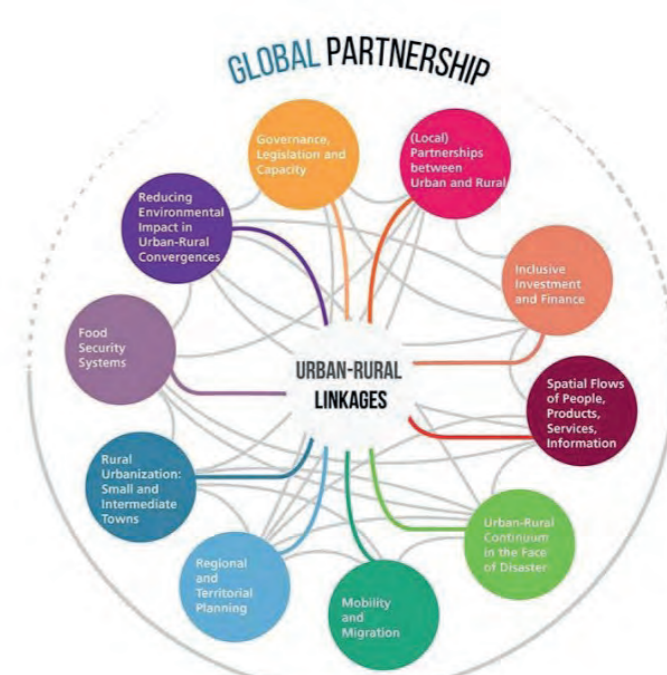 GLOBAL PARTNERSHIP
Governance,
Legislation and
Capacity
(Local)
Partnerships
between
Urban and Rural
Reducing
Environmental
Impact in
Urban-Rural
Convergences
Inclusive
Investment
and Finance
Food
Security
Systems
URBAN-RURAL
LINKAGES
Spatial Flows
of People,
Products,
Services,
Information
Rural
Urbanization:
Small and
Intermediate
Towns
Urban-Rural
Continuum
in the Face
of Disaster
Regional
and
Territorial
Planning
Mobility
and
Migration